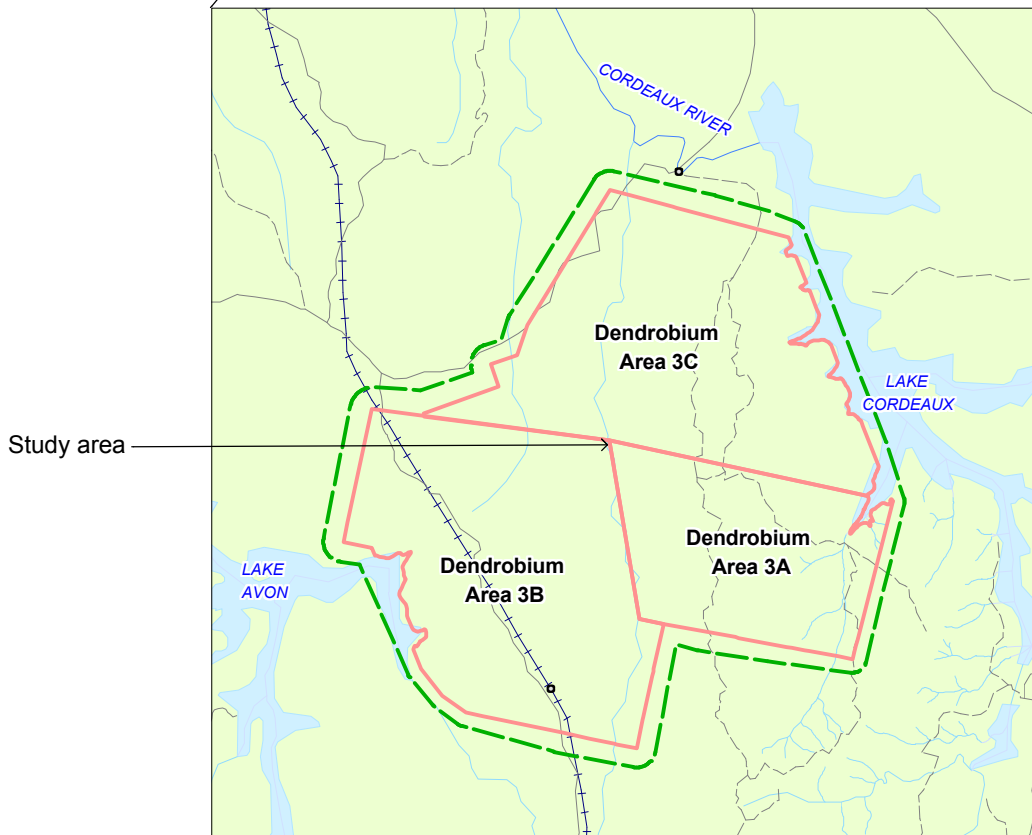 CORDEAUX RIVER
Dendrobium
Area 3C
LAKE
CORDEAUX
Study area
Dendrobium
Area 3A
Dendrobium
Area 3B
LAKE
AVON